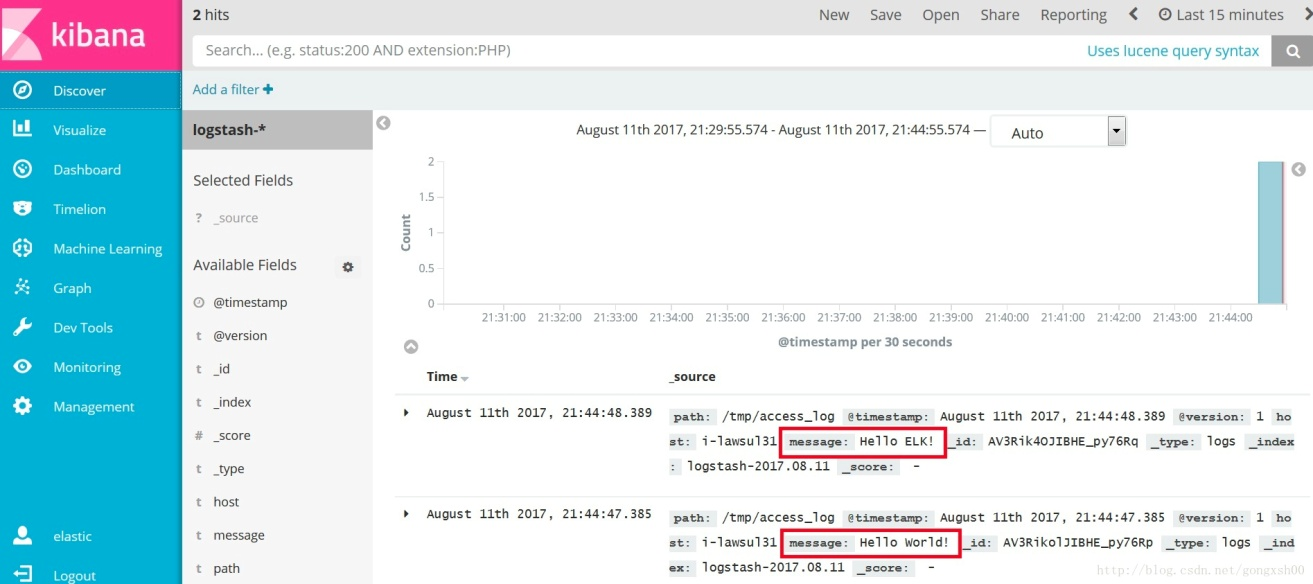 kibana
Discover
Visualize
Dashboard
Timelion
Machine Learning
Graph
Dev Tools
Monitoring
Management
elastic
Logout
2 hits
New Save Open Share Reporting Last 15 minutes
Search... (e.g. status:200 AND extension:PHP) Uses lucene query syntax
Add a filter
logstash-*
Selected Fields
? _source
Available Fields
@timestamp
t @version
t _id
t _index
# _score
t _type
t host
t message
t path
August 11th 2017, 21:29:55.574 - August 11th 2017, 21:44:55.574 — Auto
Count
2
1.5
1
0.5
0
21:31:00 21:32:00 21:33:00 21:34:00 21:35:00 21:36:00 21:37:00 21:38:00 21:39:00 21:40:00 21:41:00 21:42:00 21:43:00 21:44:00
@timestamp per 30 seconds
Time _source
August 11th 2017, 21:44:48.389 path: /tmp/access_log @timestamp: August 11th 2017, 21:44:48.389 @version: 1 ho
st: i-lawsul31 message: Hello ELK! _id: AV3Rik4OJIBHE_py76Rq _type: logs _index
: logstash-2017.08.11 _score: -
August 11th 2017, 21:44:47.385 path: /tmp/access_log @timestamp: August 11th 2017, 21:44:47.385 @version: 1 ho
st: i-lawsul31 message: Hello World! _id: AV3RikolJIBHE_py76Rp _type: logs _ind
ex: logstash-2017.08.11 _score: -
http://blog.csdn.net/gongxsh00